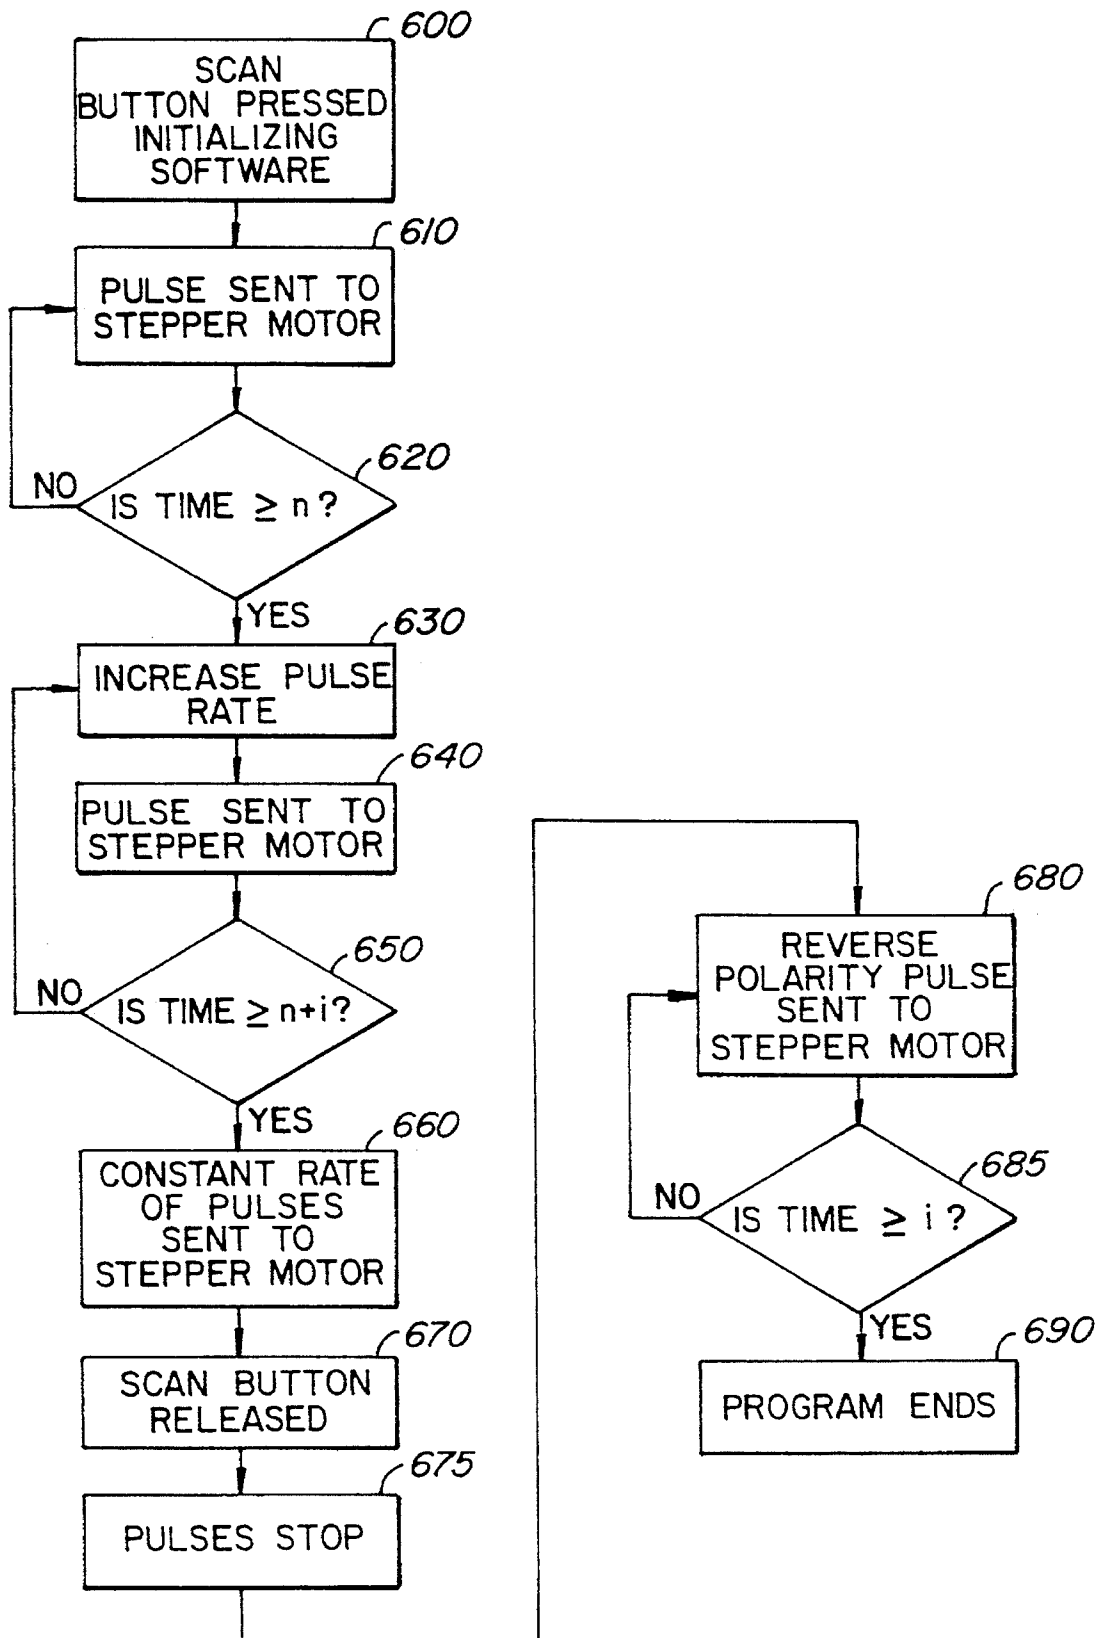 600
SCAN
BUTTON PRESSED
INITIALIZING
SOFTWARE
610
PULSE SENT TO
STEPPER MOTOR
620
NO
IS TIME ≥ n?
YES
630
INCREASE PULSE
RATE
640
PULSE SENT TO
STEPPER MOTOR
650
NO
IS TIME ≥ n+i?
YES
660
CONSTANT RATE
OF PULSES
SENT TO
STEPPER MOTOR
670
SCAN BUTTON
RELEASED
675
PULSES STOP
680
REVERSE
POLARITY PULSE
SENT TO
STEPPER MOTOR
685
NO
IS TIME ≥ i?
YES
690
PROGRAM ENDS